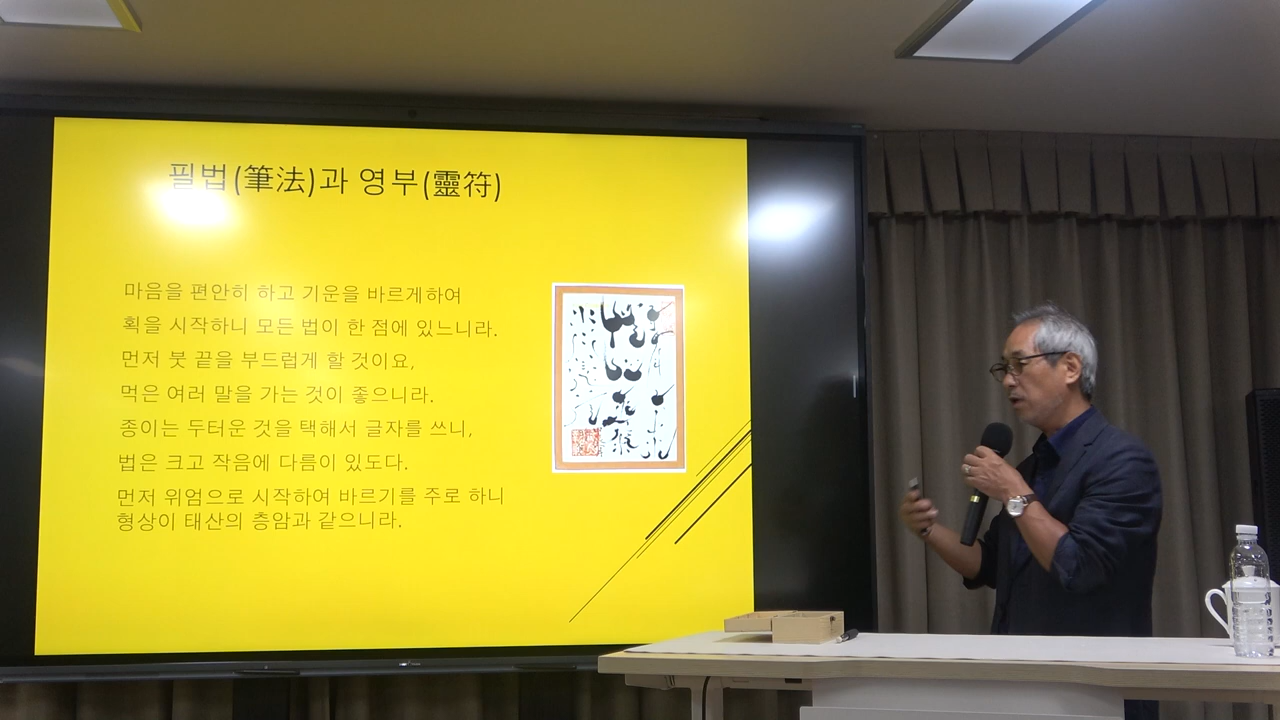 필법(筆法)과 영부(靈符)
마음을 편안히 하고 기운을 바르게하여
획을 시작하니 모든 법이 한 점에 있느니라.
먼저 붓 끝을 부드럽게 할 것이요,
먹은 여러 말을 가는 것이 좋으니라.
종이는 두터운 것을 택해서 글자를 쓰니,
법은 크고 작음에 다름이 있도다.
먼저 위엄으로 시작하여 바르기를 주로 하니
형상이 태산의 층암과 같으니라.